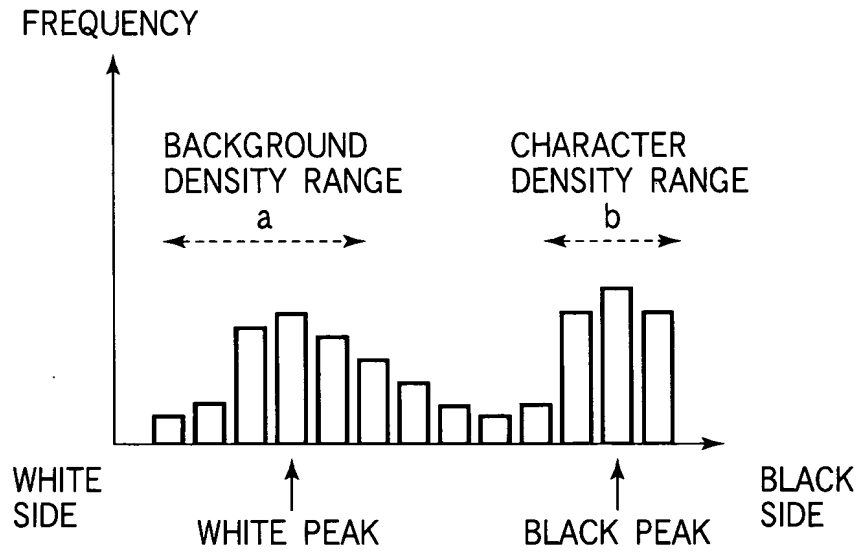 FREQUENCY
BACKGROUND
DENSITY RANGE
a
CHARACTER
DENSITY RANGE
b
WHITE
SIDE
WHITE PEAK
BLACK PEAK
BLACK
SIDE